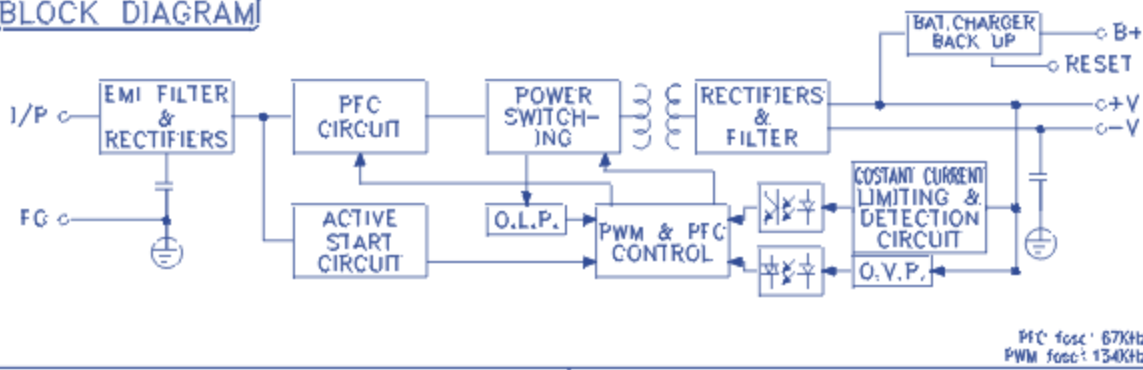 BLOCK DIAGRAM
BAT.CHARGER
BACK UP
B+
RESET
I/P
EMI FILTER
&
RECTIFIERS
PFC
CIRCUIT
POWER
SWITCH-
ING
RECTIFIERS
&
FILTER
+V
-V
FG
ACTIVE
START
CIRCUIT
O.L.P.
PWM & PFC
CONTROL
COSTANT CURRENT
LIMITING &
DETECTION
CIRCUIT
O.V.P.
PFC fosc : 67KHz
PWM fosc : 134KHz